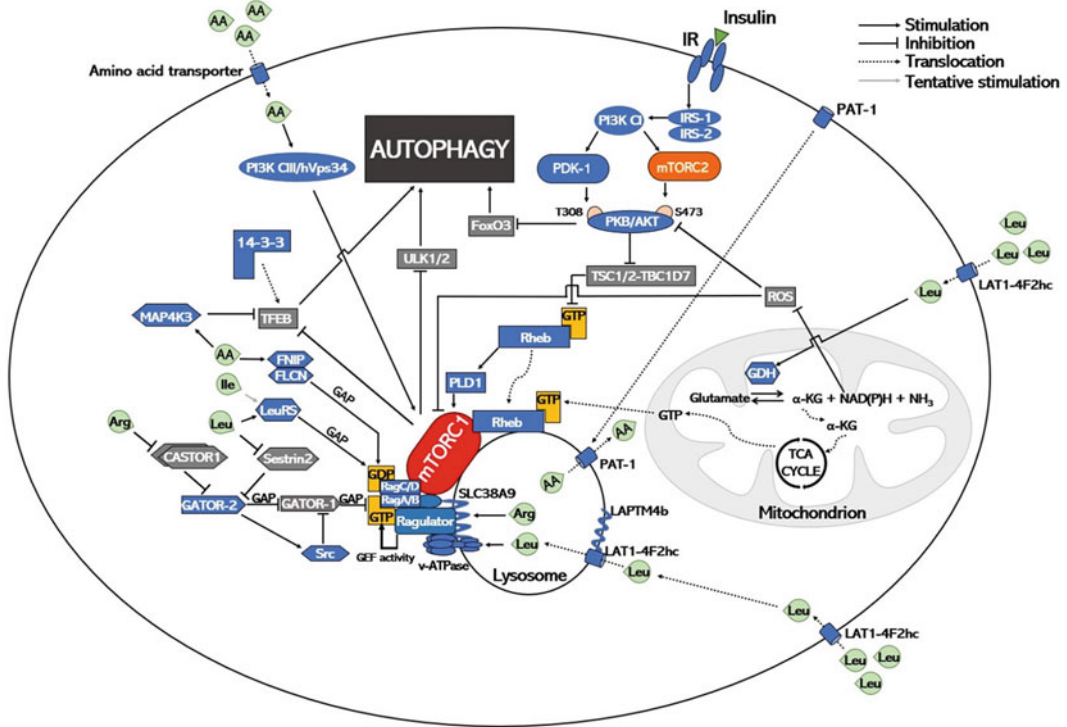 AA
AA
AA
Amino acid transporter
AA
PI3K CIII/hVps34
AUTOPHAGY
Insulin
IR
IRS-1
IRS-2
PI3K CI
PDK-1
mTORC2
T308
PKB/AKT
S473
FoxO3
ULK1/2
TSC1/2-TBC1D7
ROS
Stimulation
Inhibition
Translocation
Tentative stimulation
PAT-1
Leu
Leu
Leu
Leu
LAT1-4F2hc
14-3-3
TFEB
MAP4K3
AA
FNIP
FLCN
GAP
Ile
LeuRS
GAP
Leu
Arg
CASTOR1
Sestrin2
GATOR-2
GAP
GATOR-1
GAP
Src
GTP
Rheb
PLD1
GTP
Rheb
mTORC1
GDP
RagC/D
RagA/B
GTP
Ragulator
GEF activity
v-ATPase
SLC38A9
Arg
Leu
Lysosome
AA
AA
PAT-1
LAPTM4b
LAT1-4F2hc
Leu
GDH
Glutamate
α-KG + NAD(P)H + NH3
α-KG
GTP
TCA
CYCLE
Mitochondrion
Leu
LAT1-4F2hc
Leu
Leu
Leu